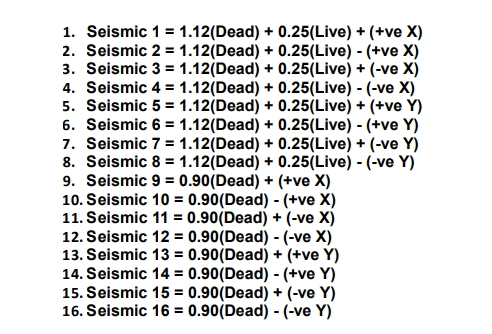 1. Seismic 1 = 1.12(Dead) + 0.25(Live) + (+ve X)
2. Seismic 2 = 1.12(Dead) + 0.25(Live) - (+ve X)
3. Seismic 3 = 1.12(Dead) + 0.25(Live) + (-ve X)
4. Seismic 4 = 1.12(Dead) + 0.25(Live) - (-ve X)
5. Seismic 5 = 1.12(Dead) + 0.25(Live) + (+ve Y)
6. Seismic 6 = 1.12(Dead) + 0.25(Live) - (+ve Y)
7. Seismic 7 = 1.12(Dead) + 0.25(Live) + (-ve Y)
8. Seismic 8 = 1.12(Dead) + 0.25(Live) - (-ve Y)
9. Seismic 9 = 0.90(Dead) + (+ve X)
10. Seismic 10 = 0.90(Dead) - (+ve X)
11. Seismic 11 = 0.90(Dead) + (-ve X)
12. Seismic 12 = 0.90(Dead) - (-ve X)
13. Seismic 13 = 0.90(Dead) + (+ve Y)
14. Seismic 14 = 0.90(Dead) - (+ve Y)
15. Seismic 15 = 0.90(Dead) + (-ve Y)
16. Seismic 16 = 0.90(Dead) - (-ve Y)